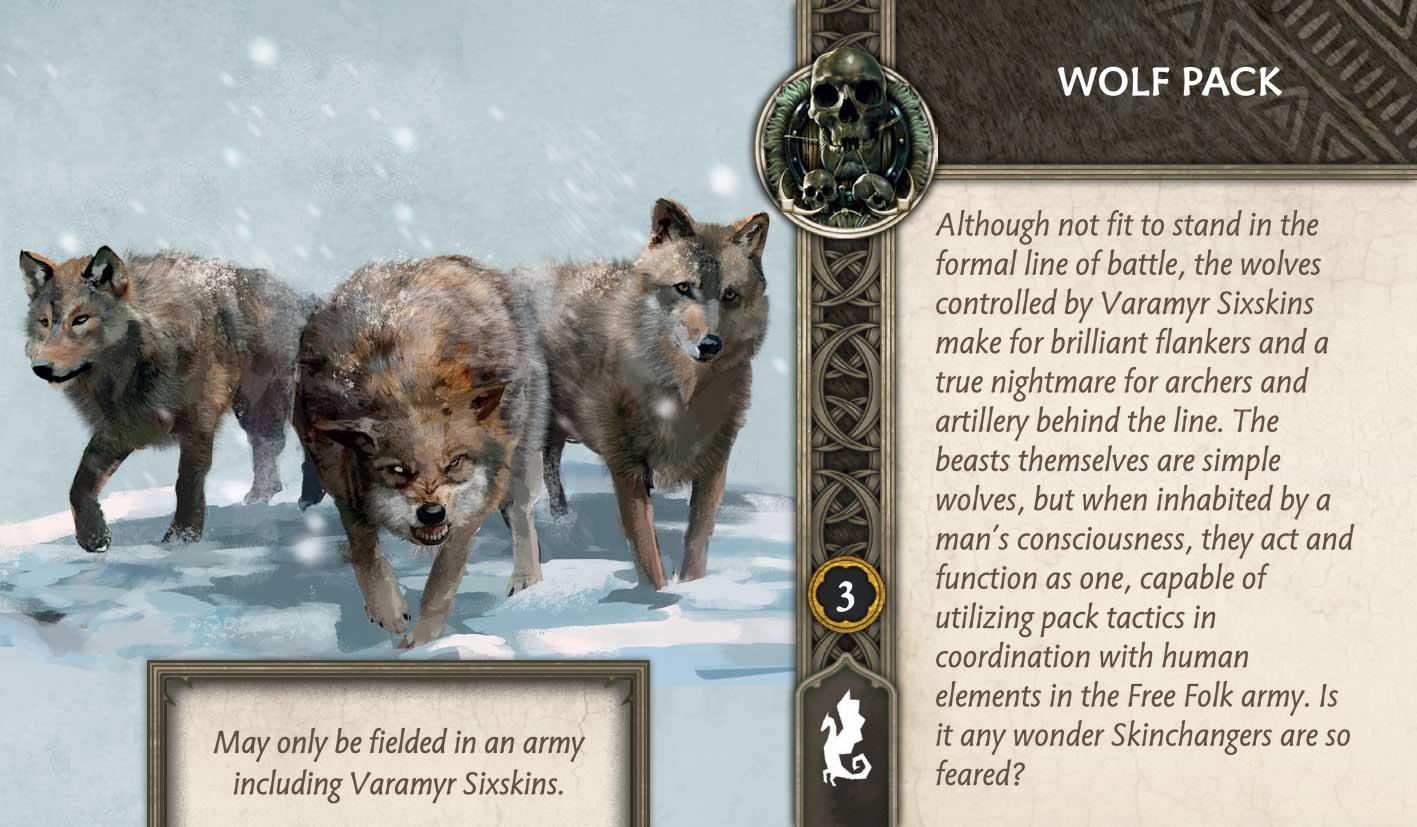 WOLF PACK
Although not fit to stand in the
formal line of battle, the wolves
controlled by Varamyr Sixskins
make for brilliant flankers and a
true nightmare for archers and
artillery behind the line. The
beasts themselves are simple
wolves, but when inhabited by a
man's consciousness, they act and
function as one, capable of
utilizing pack tactics in
coordination with human
elements in the Free Folk army. Is
it any wonder Skinchangers are so
feared?
3
May only be fielded in an army
including Varamyr Sixskins.